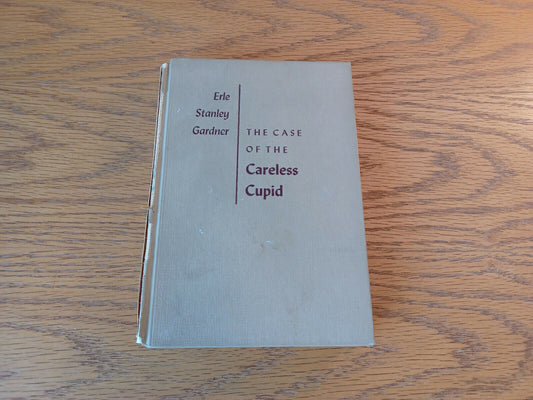 Erle
Stanley
Gardner
THE CASE
OF THE
Careless
Cupid